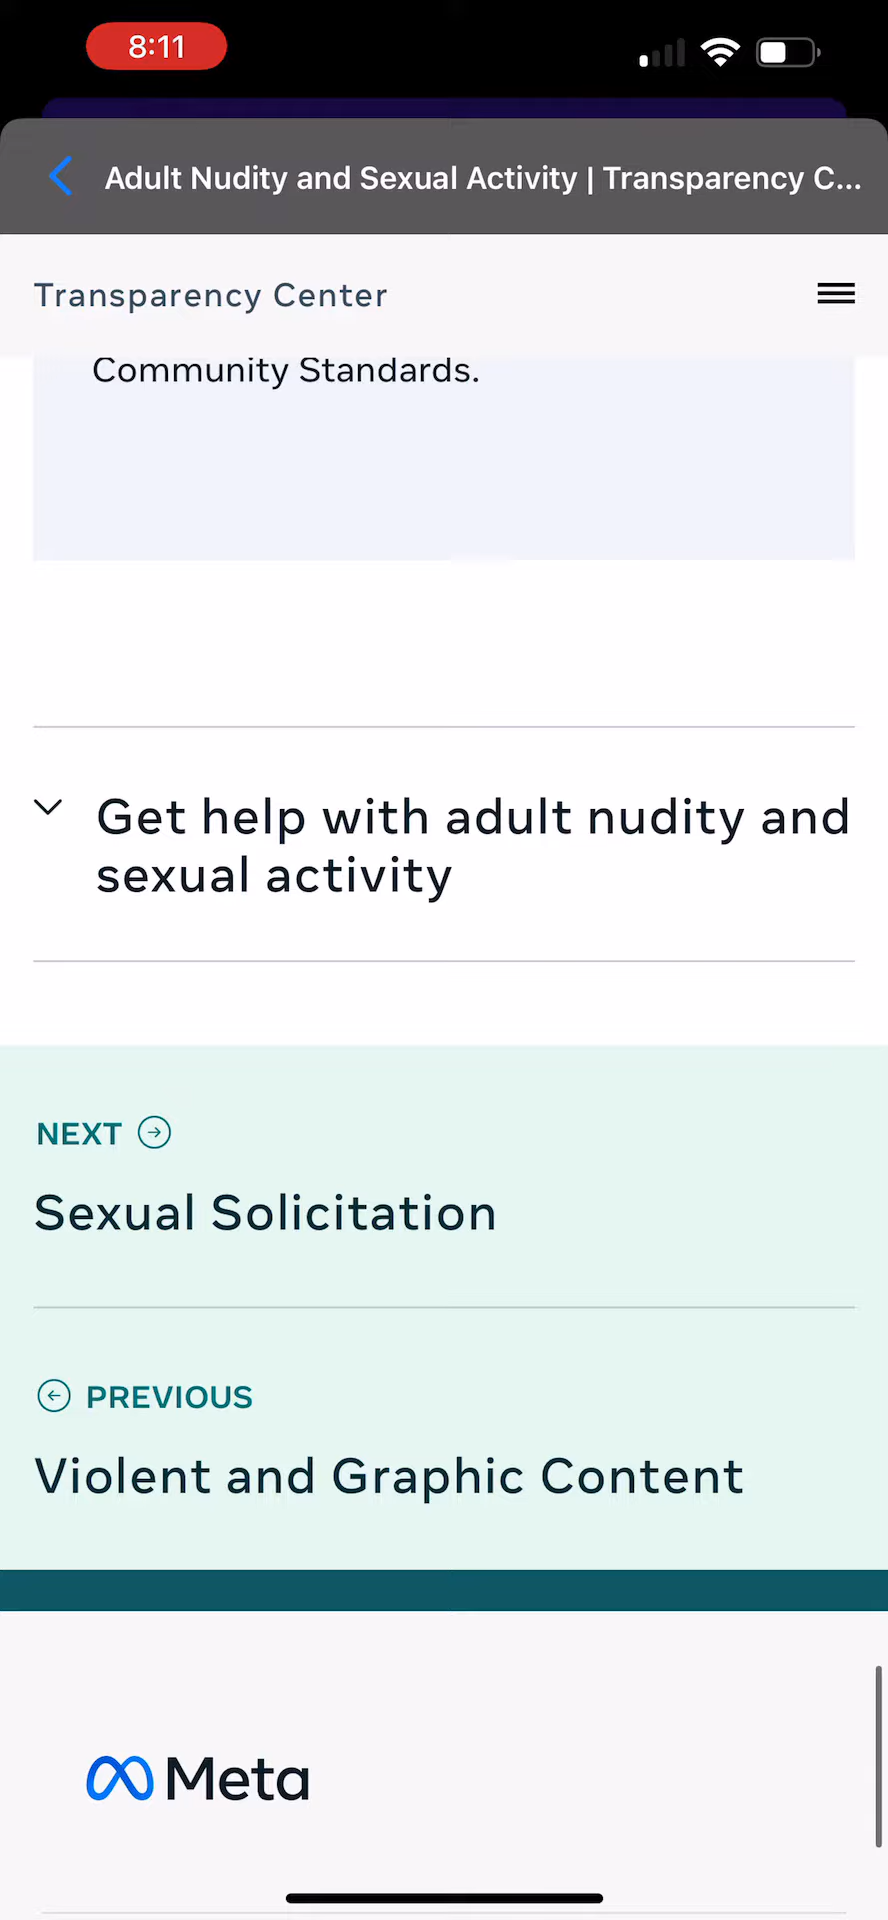 8:11
Adult Nudity and Sexual Activity | Transparency C...
Transparency Center
Community Standards.
Get help with adult nudity and
sexual activity
NEXT
Sexual Solicitation
PREVIOUS
Violent and Graphic Content
Meta